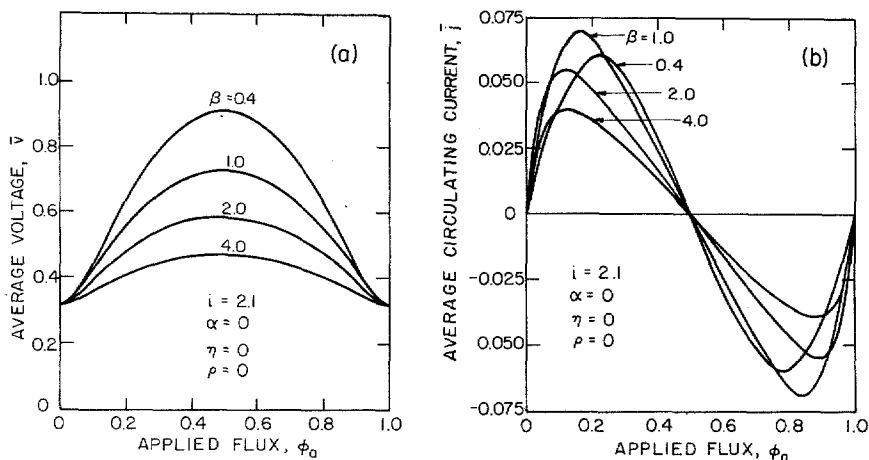 (a)
AVERAGE VOLTAGE, v̄
1.0
0.8
0.6
0.4
0.2
0
β = 0.4
1.0
2.0
4.0
i = 2.1
α = 0
η = 0
ρ = 0
0
0.2
0.4
0.6
0.8
1.0
APPLIED FLUX, ϕa
(b)
AVERAGE CIRCULATING CURRENT, j̄
0.075
0.050
0.025
0
-0.025
0.050
-0.075
β = 1.0
0.4
2.0
4.0
i = 2.1
α = 0
η = 0
ρ = 0
0
0.2
0.4
0.6
0.8
1.0
APPLIED FLUX, ϕa